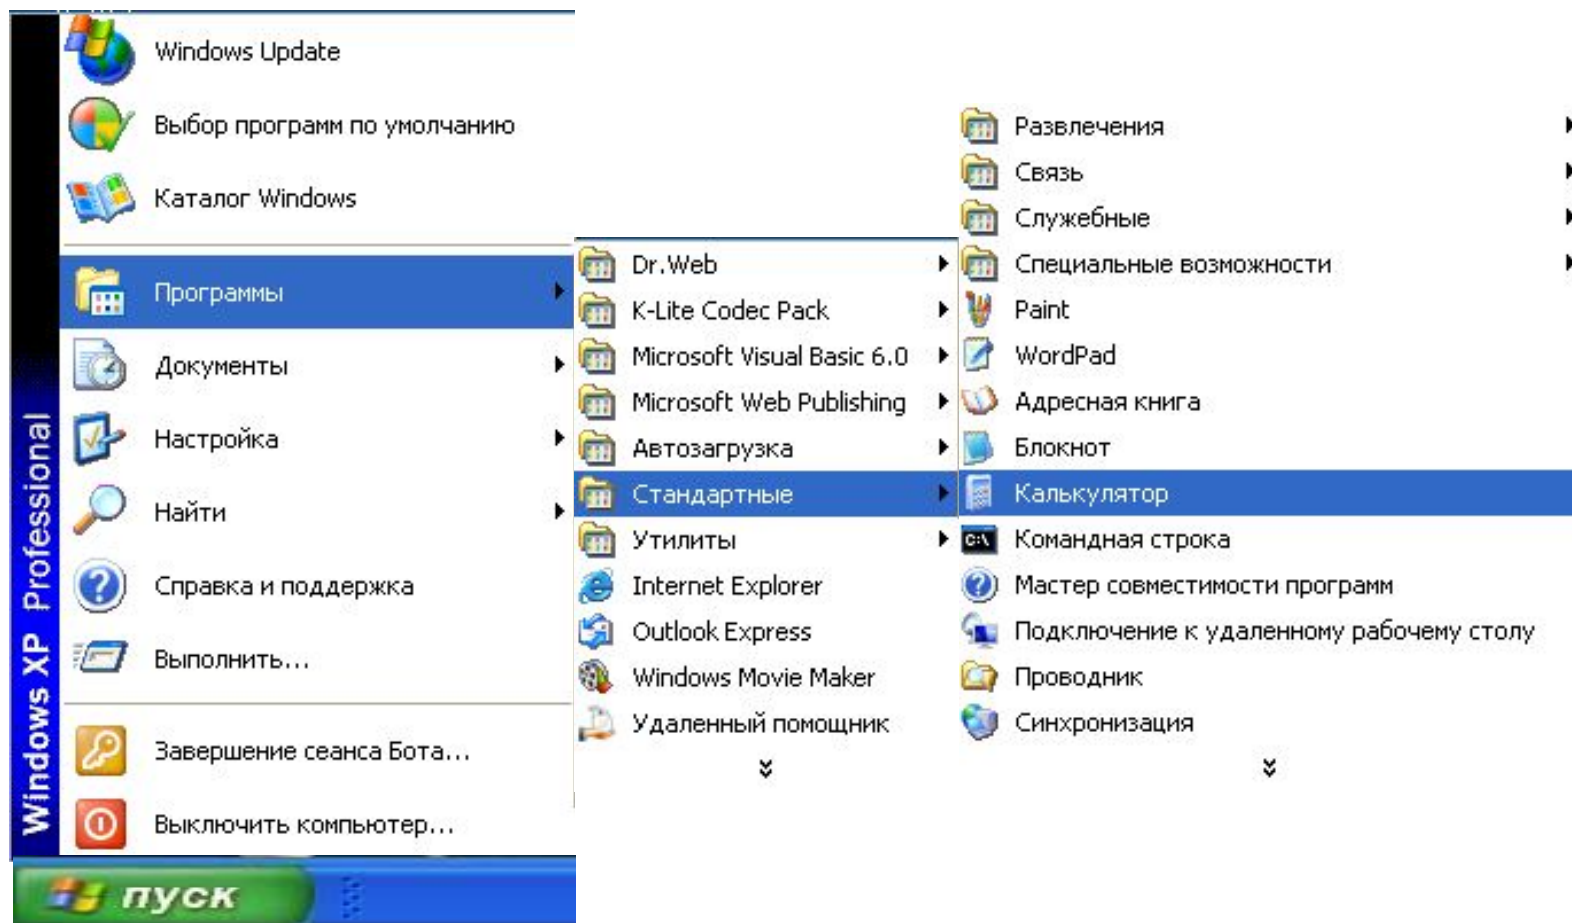 Windows Update
Выбор программ по умолчанию
Каталог Windows
Программы
Документы
Настройка
Найти
Справка и поддержка
Выполнить...
Завершение сеанса Бота...
Выключить компьютер...
Windows XP Professional
пуск
Dr.Web
K-Lite Codec Pack
Microsoft Visual Basic 6.0
Microsoft Web Publishing
Автозагрузка
Стандартные
Утилиты
Internet Explorer
Outlook Express
Windows Movie Maker
Удаленный помощник
Развлечения
Связь
Служебные
Специальные возможности
Paint
WordPad
Адресная книга
Блокнот
Калькулятор
C:\
Командная строка
Мастер совместимости программ
Подключение к удаленному рабочему столу
Проводник
Синхронизация